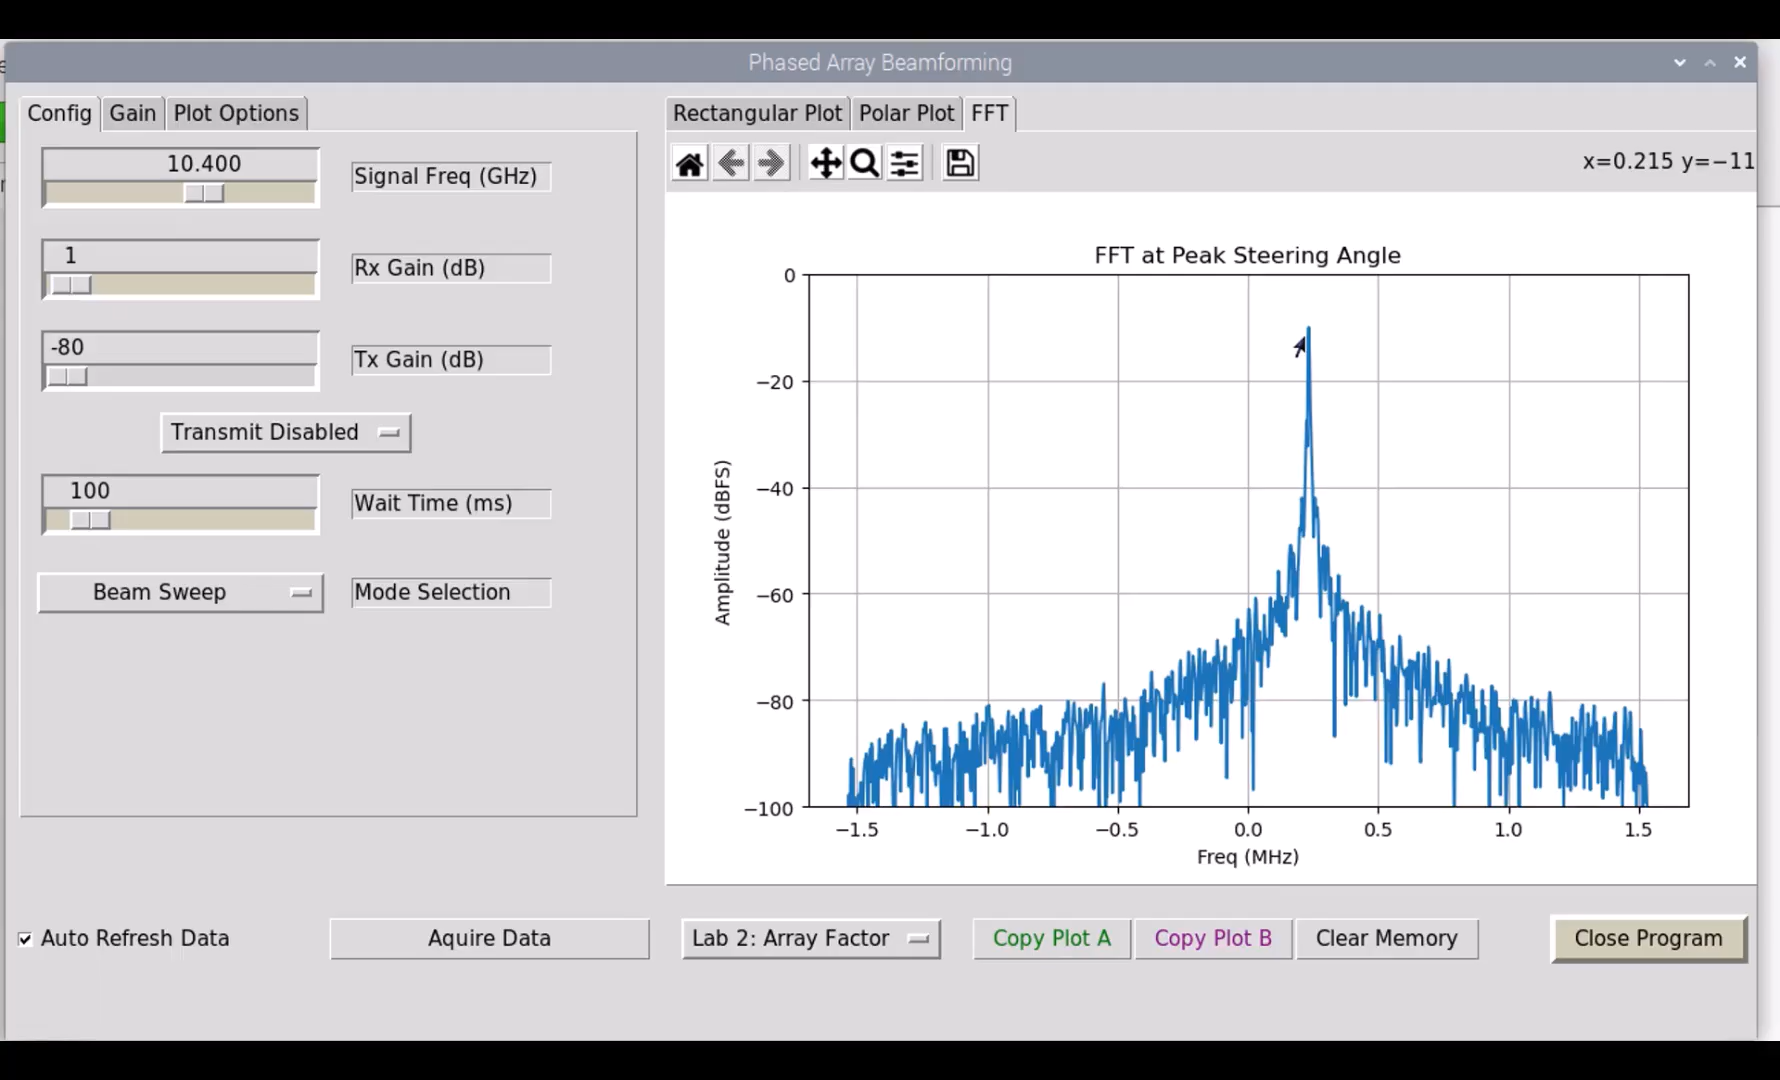 Phased Array Beamforming
Config Gain Plot Options
10.400 Signal Freq (GHz)
1 Rx Gain (dB)
-80 Tx Gain (dB)
Transmit Disabled
100 Wait Time (ms)
Beam Sweep Mode Selection
Rectangular Plot Polar Plot FFT
x=0.215 y=−11
FFT at Peak Steering Angle
0
−20
−40
−60
−80
−100
Amplitude (dBFS)
−1.5 −1.0 −0.5 0.0 0.5 1.0 1.5
Freq (MHz)
Auto Refresh Data Aquire Data Lab 2: Array Factor Copy Plot A Copy Plot B Clear Memory Close Program